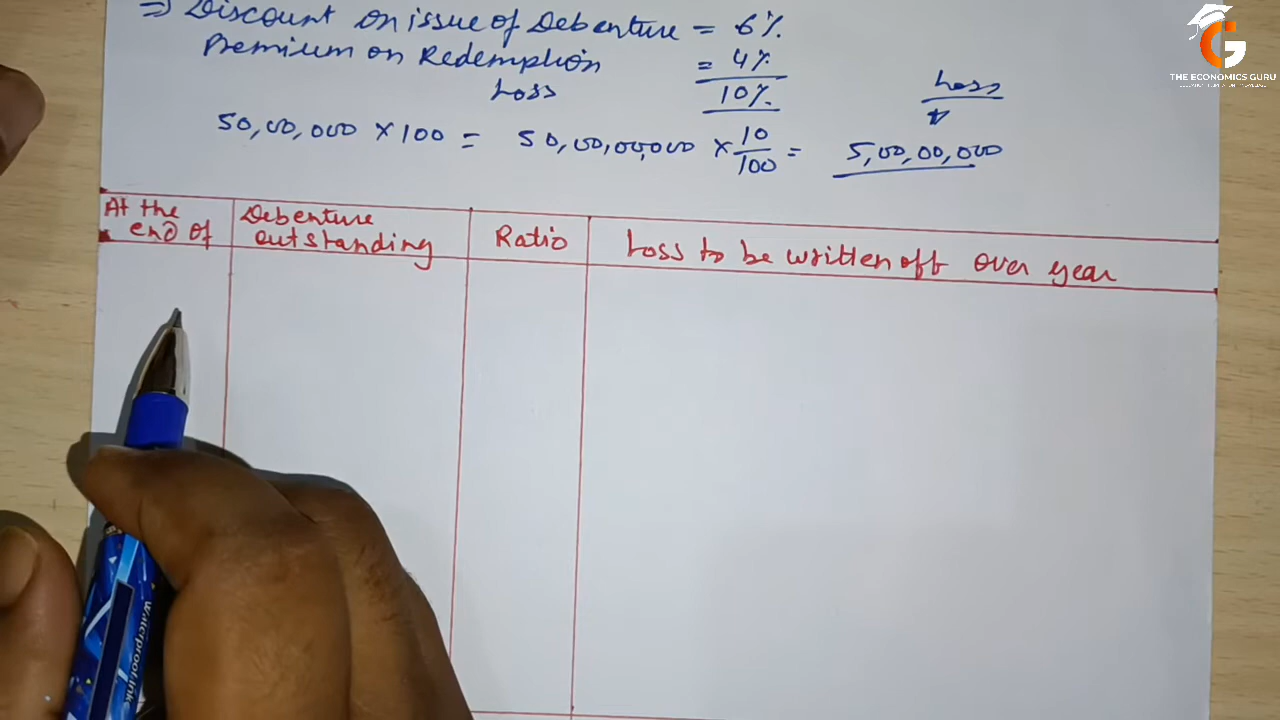 ⇒ Discount on issue of Debenture = 6%
Premium on Redemption = 4%
Loss 10%
Loss
50,00,000 × 100 = 50,00,00,000 × 10/100 = 5,00,00,000
At the end of
Debenture outstanding
Ratio
Loss to be written off over year
G
THE ECONOMICS GURU
waterproof ink